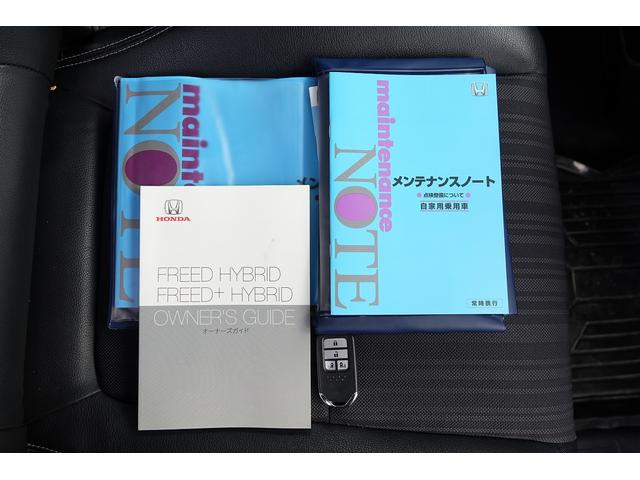 maintenance
NOTE
maintenance
NOTE
メンテナンスノート
点検整備について
自家用乗用車
常時携行
HONDA
FREED HYBRID
FREED+ HYBRID
OWNER'S GUIDE
オーナーズガイド